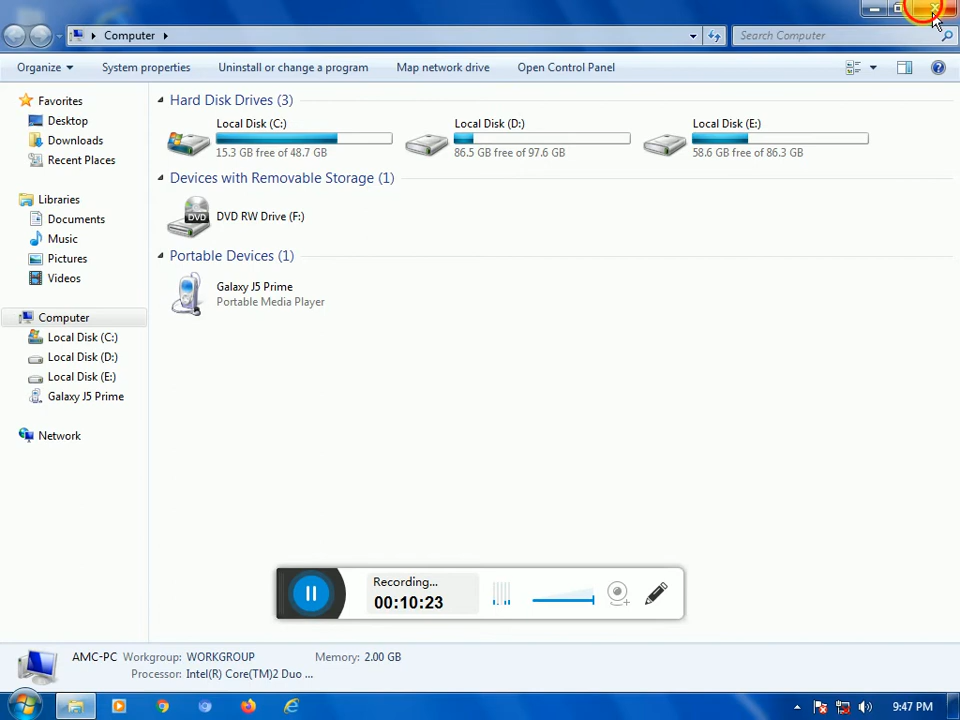 Computer
Search Computer
Organize
System properties
Uninstall or change a program
Map network drive
Open Control Panel
Favorites
Desktop
Downloads
Recent Places
Libraries
Documents
Music
Pictures
Videos
Computer
Local Disk (C:)
Local Disk (D:)
Local Disk (E:)
Galaxy J5 Prime
Network
Hard Disk Drives (3)
Local Disk (C:)
15.3 GB free of 48.7 GB
Local Disk (D:)
86.5 GB free of 97.6 GB
Local Disk (E:)
58.6 GB free of 86.3 GB
Devices with Removable Storage (1)
DVD
DVD RW Drive (F:)
Portable Devices (1)
Galaxy J5 Prime
Portable Media Player
Recording...
00:10:23
AMC-PC Workgroup: WORKGROUP Memory: 2.00 GB
Processor: Intel(R) Core(TM)2 Duo ...
9:47 PM